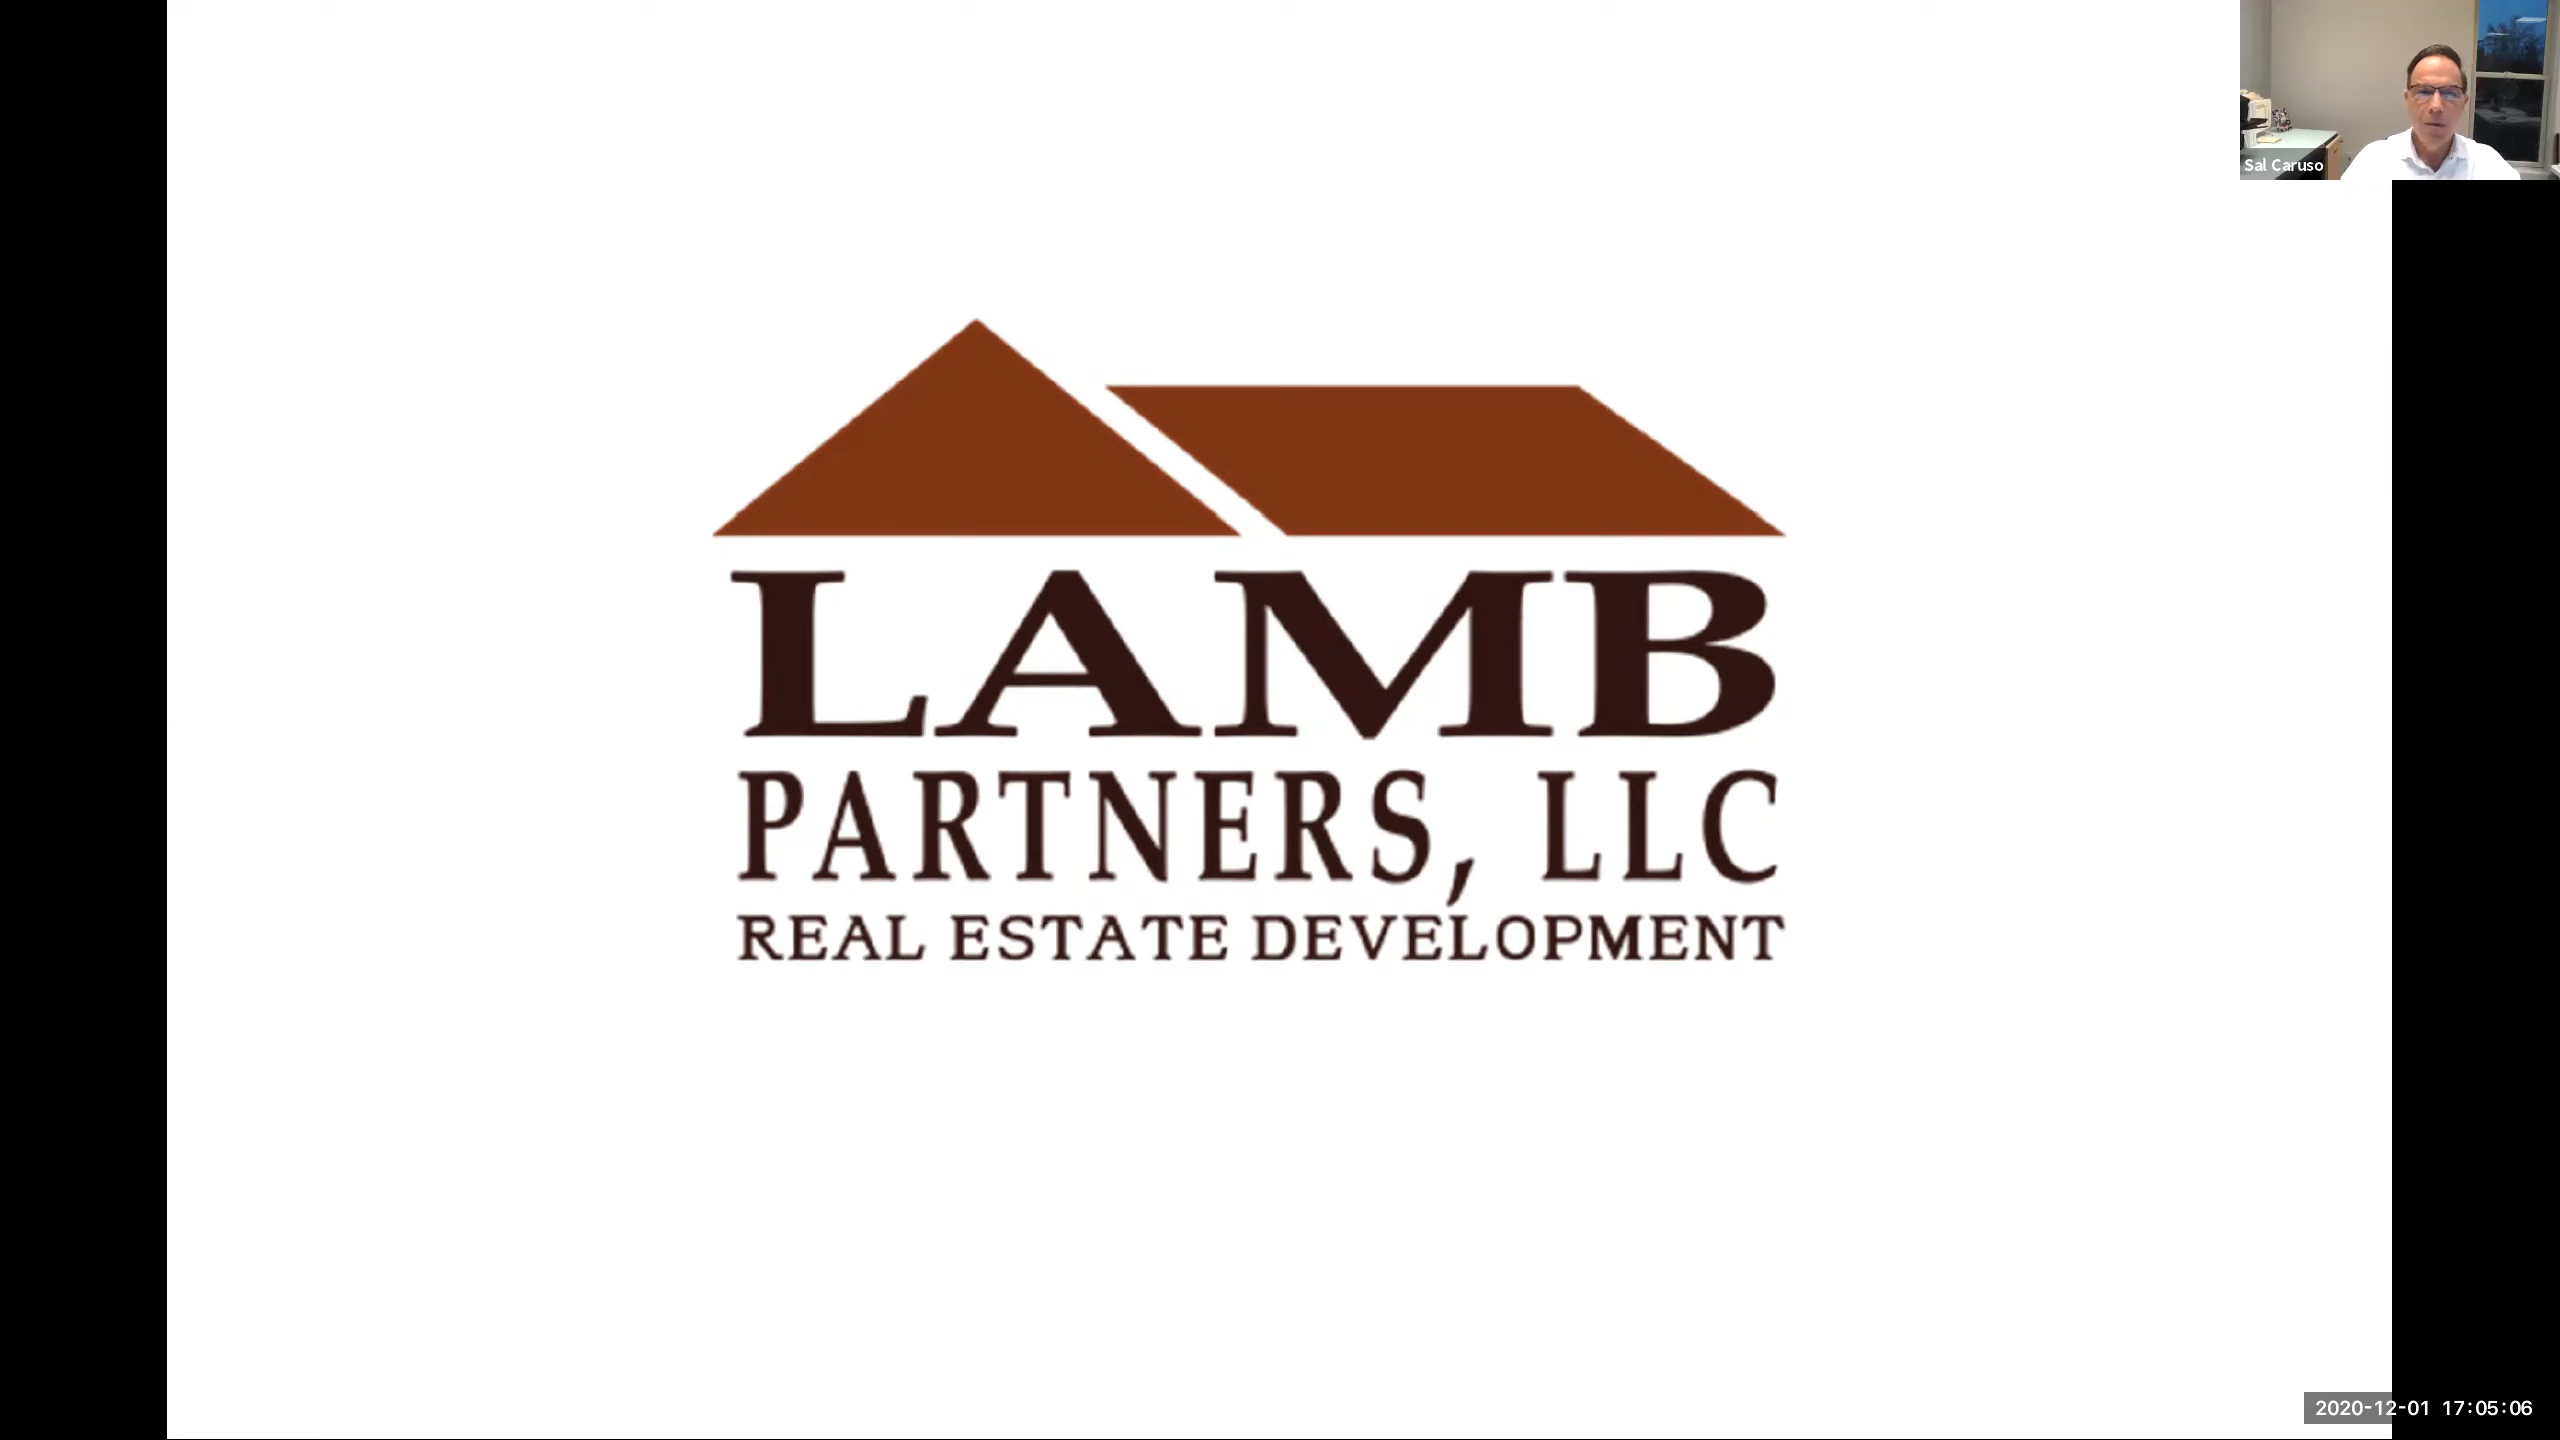 Sal Caruso
LAMB
PARTNERS, LLC
REAL ESTATE DEVELOPMENT
2020-12-01 17:05:06